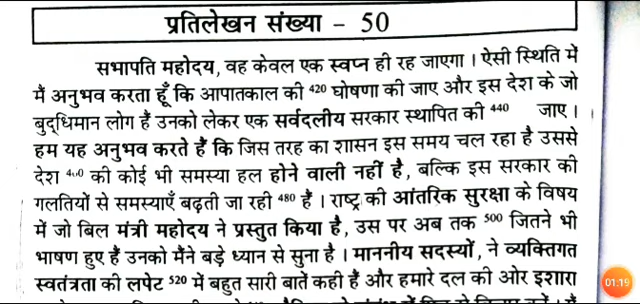 प्रतिलेखन संख्या - 50
सभापति महोदय, वह केवल एक स्वप्न ही रह जाएगा । ऐसी स्थिति में
मैं अनुभव करता हूँ कि आपातकाल की 420 घोषणा की जाए और इस देश के जो
बुद्धिमान लोग हैं उनको लेकर एक सर्वदलीय सरकार स्थापित की 440 जाए ।
हम यह अनुभव करते हैं कि जिस तरह का शासन इस समय चल रहा है उससे
देश 460 की कोई भी समस्या हल होने वाली नहीं है, बल्कि इस सरकार की
गलतियों से समस्याएँ बढ़ती जा रही 480 हैं । राष्ट्र की आंतरिक सुरक्षा के विषय
में जो बिल मंत्री महोदय ने प्रस्तुत किया है, उस पर अब तक 500 जितने भी
भाषण हुए हैं उनको मैंने बड़े ध्यान से सुना है । माननीय सदस्यों, ने व्यक्तिगत
स्वतंत्रता की लपेट 520 में बहुत सारी बातें कही हैं और हमारे दल की ओर इशारा
01:19